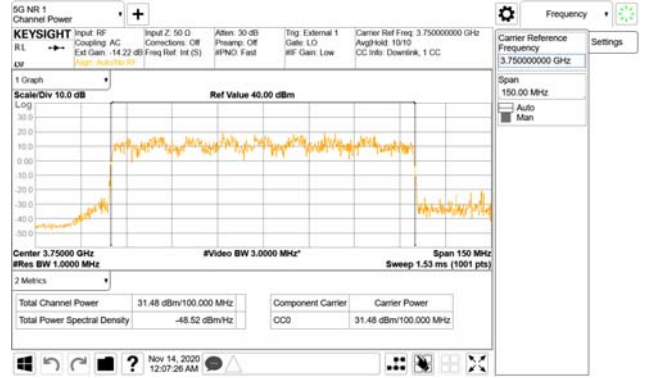 5G NR 1
Channel Power
+
Frequency
KEYSIGHT
RL
LV
Input: RF
Coupling: AC
Ext Gain: -14.22 dB
Align: Auto/No RF
Input Z: 50 Ω
Corrections: Off
Freq Ref: Int (S)
Atten: 30 dB
Preamp: Off
#PNO: Fast
Trig: External 1
Gate: LO
#IF Gain: Low
Carrier Ref Freq: 3.750000000 GHz
Avg|Hold: 10/10
CC Info: Downlink, 1 CC
Carrier Reference
Frequency
3.750000000 GHz
Settings
Span
150.00 MHz
Auto
Man
1 Graph
Scale/Div 10.0 dB
Ref Value 40.00 dBm
Log
30.0
20.0
10.0
0.00
-10.0
-20.0
-30.0
-40.0
-50.0
Center 3.75000 GHz
#Video BW 3.0000 MHz*
Span 150 MHz
#Res BW 1.0000 MHz
Sweep 1.53 ms (1001 pts)
2 Metrics
Total Channel Power 31.48 dBm/100.000 MHz
Total Power Spectral Density -48.52 dBm/Hz
Component Carrier Carrier Power
CC0 31.48 dBm/100.000 MHz
?
Nov 14, 2020
12:07:26 AM